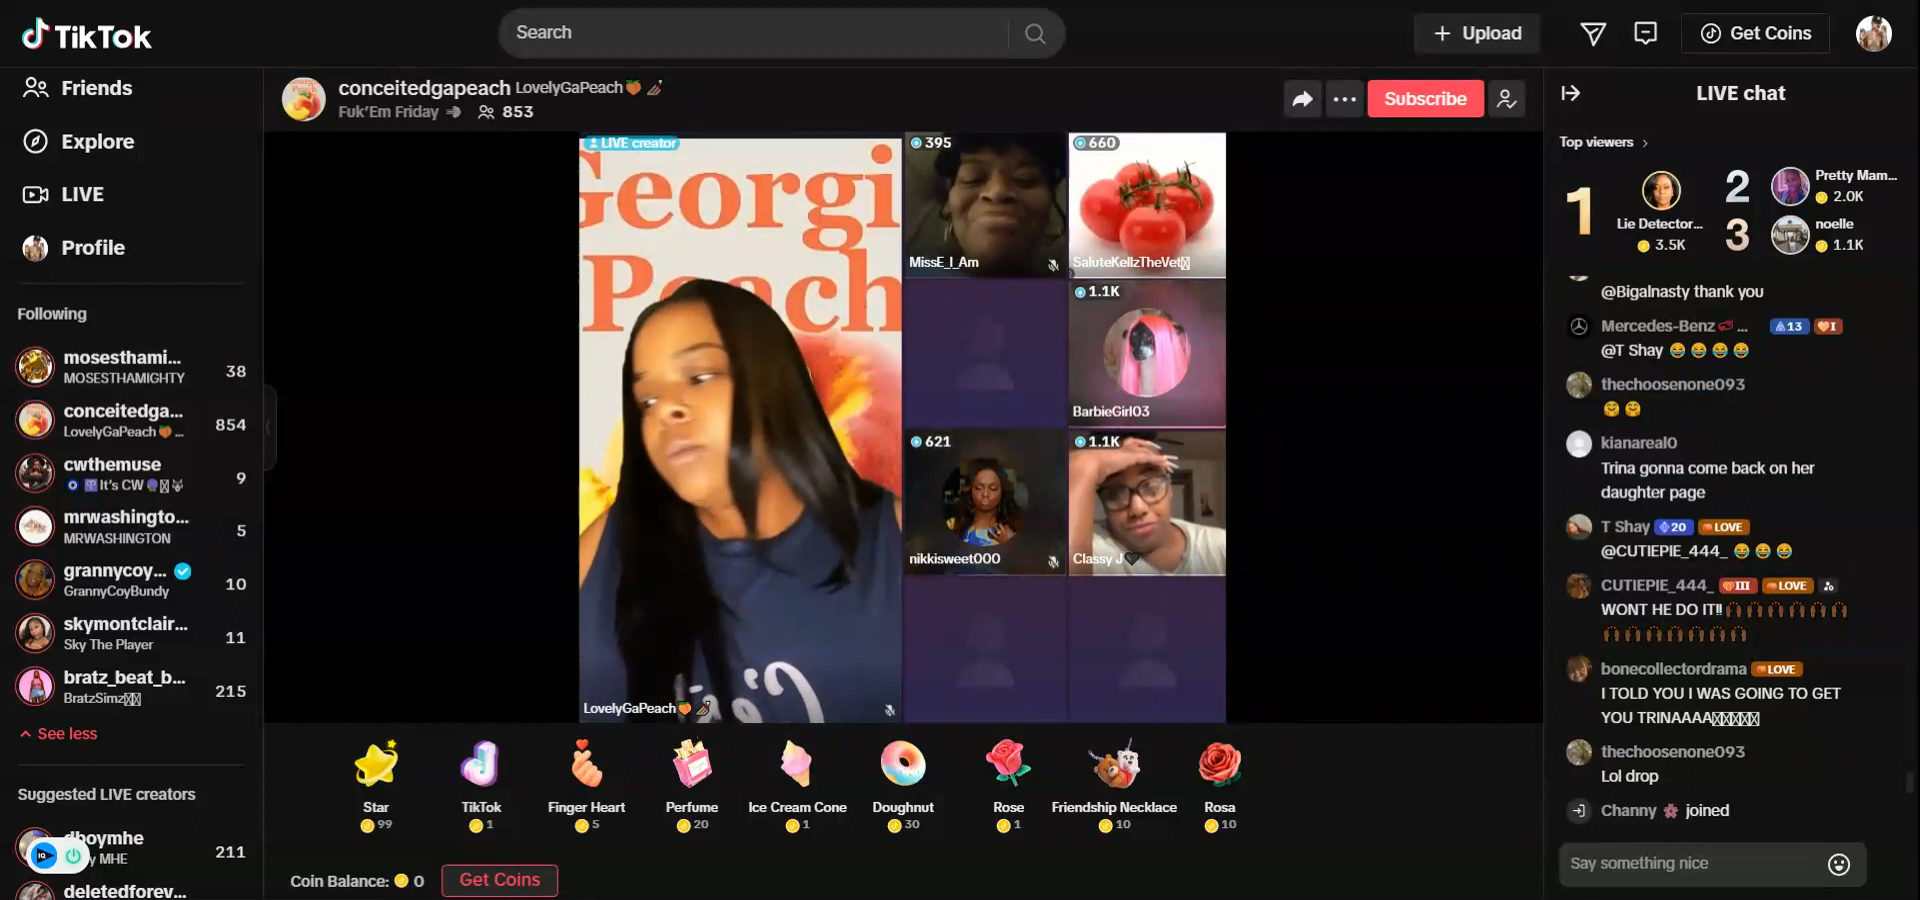 TikTok
Search
Upload
Get Coins
Friends
Explore
LIVE
Profile
Following
mosesthami...
MOSESTHAMIGHTY
38
conceitedga...
LovelyGaPeach🍑...
854
cwthemuse
It's CW
9
mrwashingto...
MRWASHINGTON
5
grannycoy...
GrannyCoyBundy
10
skymontclair...
Sky The Player
11
bratz_beat_b...
BratzSimz
215
See less
Suggested LIVE creators
dboymhe
y MHE
211
deletedforev...
conceitedgapeach LovelyGaPeach🍑💅🏾
Fuk'Em Friday 853
Subscribe
LIVE creator
Georgi
Peach
LovelyGaPeach🍑💅🏾
395
MissE_I_Am
660
SaluteKellzTheVet
1.1K
BarbieGirl03
621
nikkisweet000
1.1K
Classy J🖤
Star
99
TikTok
1
Finger Heart
5
Perfume
20
Ice Cream Cone
1
Doughnut
30
Rose
1
Friendship Necklace
10
Rosa
10
Coin Balance: 0
Get Coins
LIVE chat
Top viewers
1
Lie Detector...
3.5K
2
Pretty Mam...
2.0K
3
noelle
1.1K
@Bigalnasty thank you
Mercedes-Benz ... 13 I
@T Shay 😂 😂 😂 😂
thechoosenone093
🤗 🤗
kianareal0
Trina gonna come back on her
daughter page
T Shay 20 LOVE
@CUTIEPIE_444_ 😂 😂 😂
CUTIEPIE_444_ III LOVE
WONT HE DO IT!!
bonecollectordrama LOVE
I TOLD YOU I WAS GOING TO GET
YOU TRINAAAA
thechoosenone093
Lol drop
Channy 🌸 joined
Say something nice